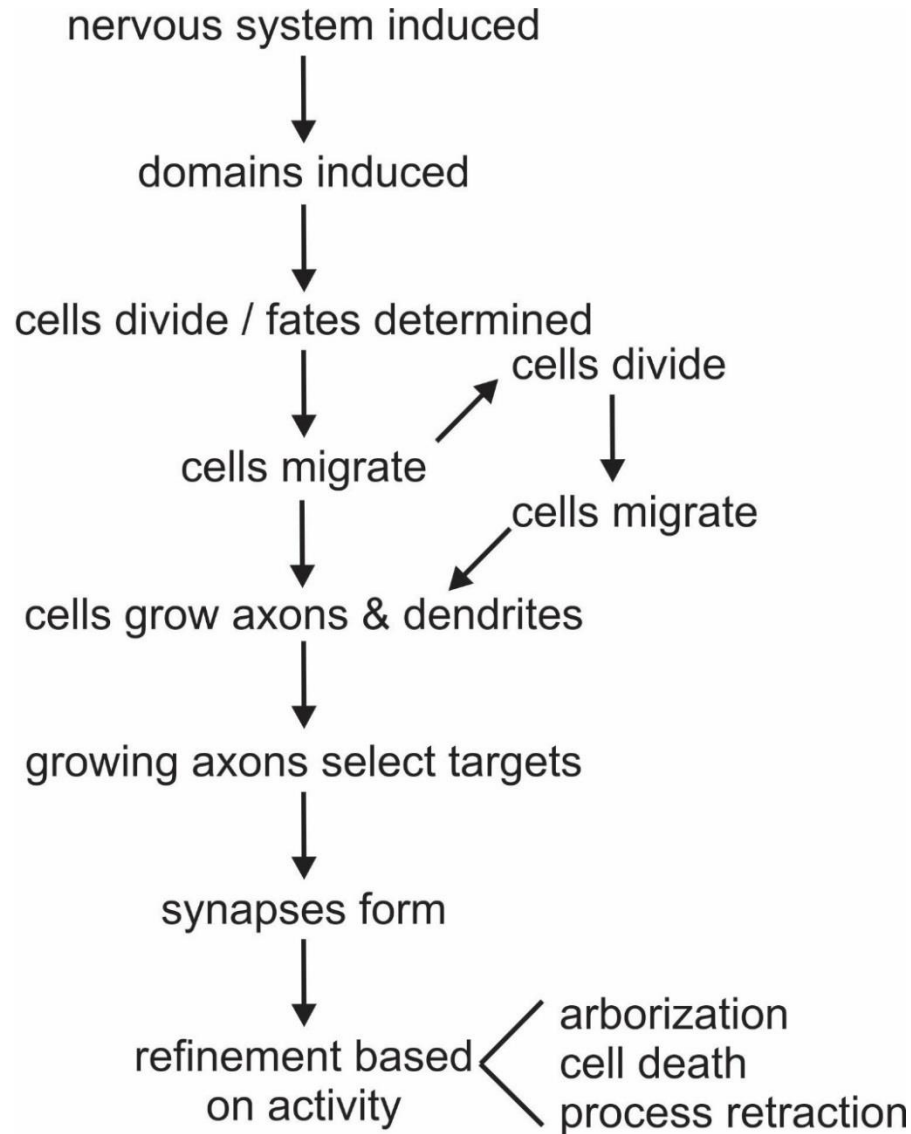 nervous system induced
domains induced
cells divide / fates determined
cells divide
cells migrate
cells migrate
cells grow axons & dendrites
growing axons select targets
synapses form
refinement based
on activity
arborization
cell death
process retraction